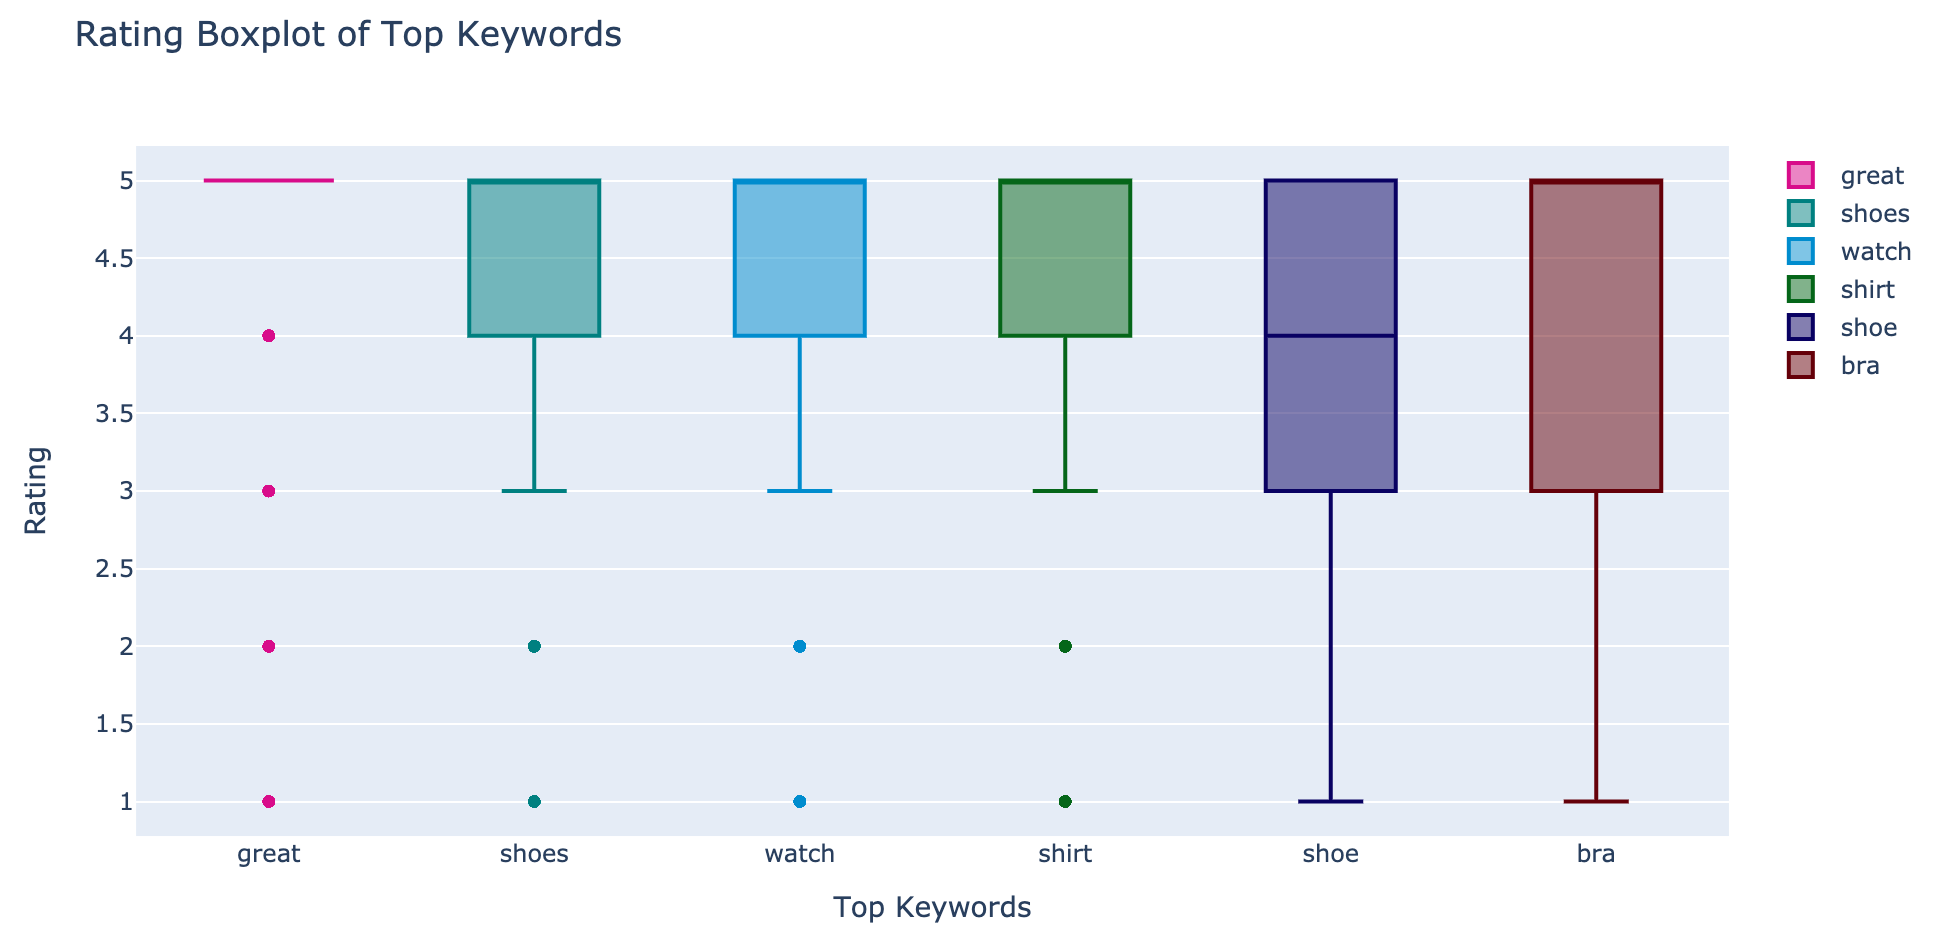 Rating Boxplot of Top Keywords
5
4.5
4
3.5
3
2.5
2
1.5
1
Rating
great
shoes
watch
shirt
shoe
bra
Top Keywords
great
shoes
watch
shirt
shoe
bra